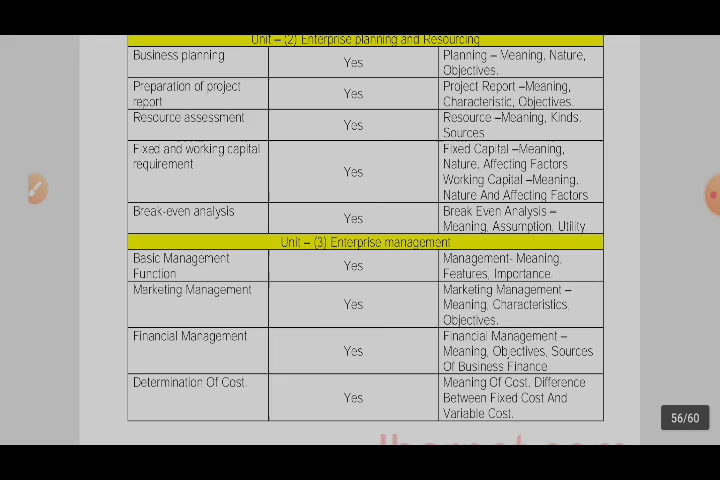 Unit – (2) Enterprise planning and Resourcing
Business planning
Yes
Planning – Meaning, Nature,
Objectives.
Preparation of project
report
Yes
Project Report –Meaning,
Characteristic, Objectives.
Resource assessment
Yes
Resource –Meaning, Kinds,
Sources
Fixed and working capital
requirement
Yes
Fixed Capital –Meaning,
Nature, Affecting Factors
Working Capital –Meaning,
Nature And Affecting Factors
Break-even analysis
Yes
Break Even Analysis –
Meaning, Assumption, Utility
Unit – (3) Enterprise management
Basic Management
Function
Yes
Management- Meaning,
Features, Importance.
Marketing Management
Yes
Marketing Management –
Meaning, Characteristics,
Objectives.
Financial Management
Yes
Financial Management –
Meaning, Objectives, Sources
Of Business Finance
Determination Of Cost.
Yes
Meaning Of Cost, Difference
Between Fixed Cost And
Variable Cost.
56/60